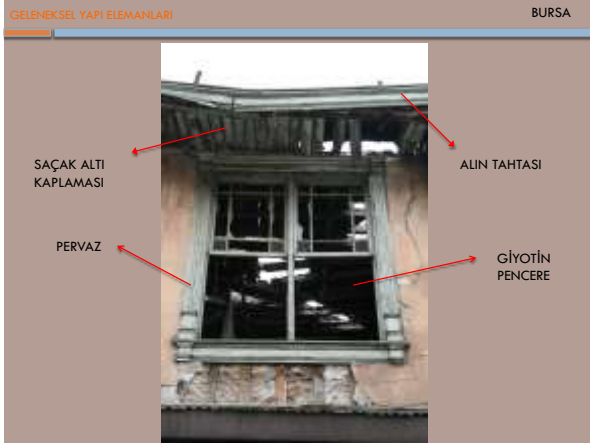 GELENEKSEL YAPI ELEMANLARI
BURSA
SAÇAK ALTI
KAPLAMASI
ALIN TAHTASI
PERVAZ
GİYOTİN
PENCERE